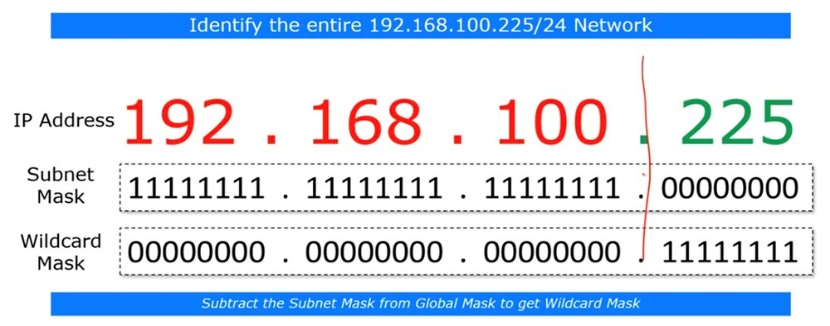 Identify the entire 192.168.100.225/24 Network
IP Address 192 . 168 . 100 . 225
Subnet Mask 11111111 . 11111111 . 11111111 . 00000000
Wildcard Mask 00000000 . 00000000 . 00000000 . 11111111
Subtract the Subnet Mask from Global Mask to get Wildcard Mask